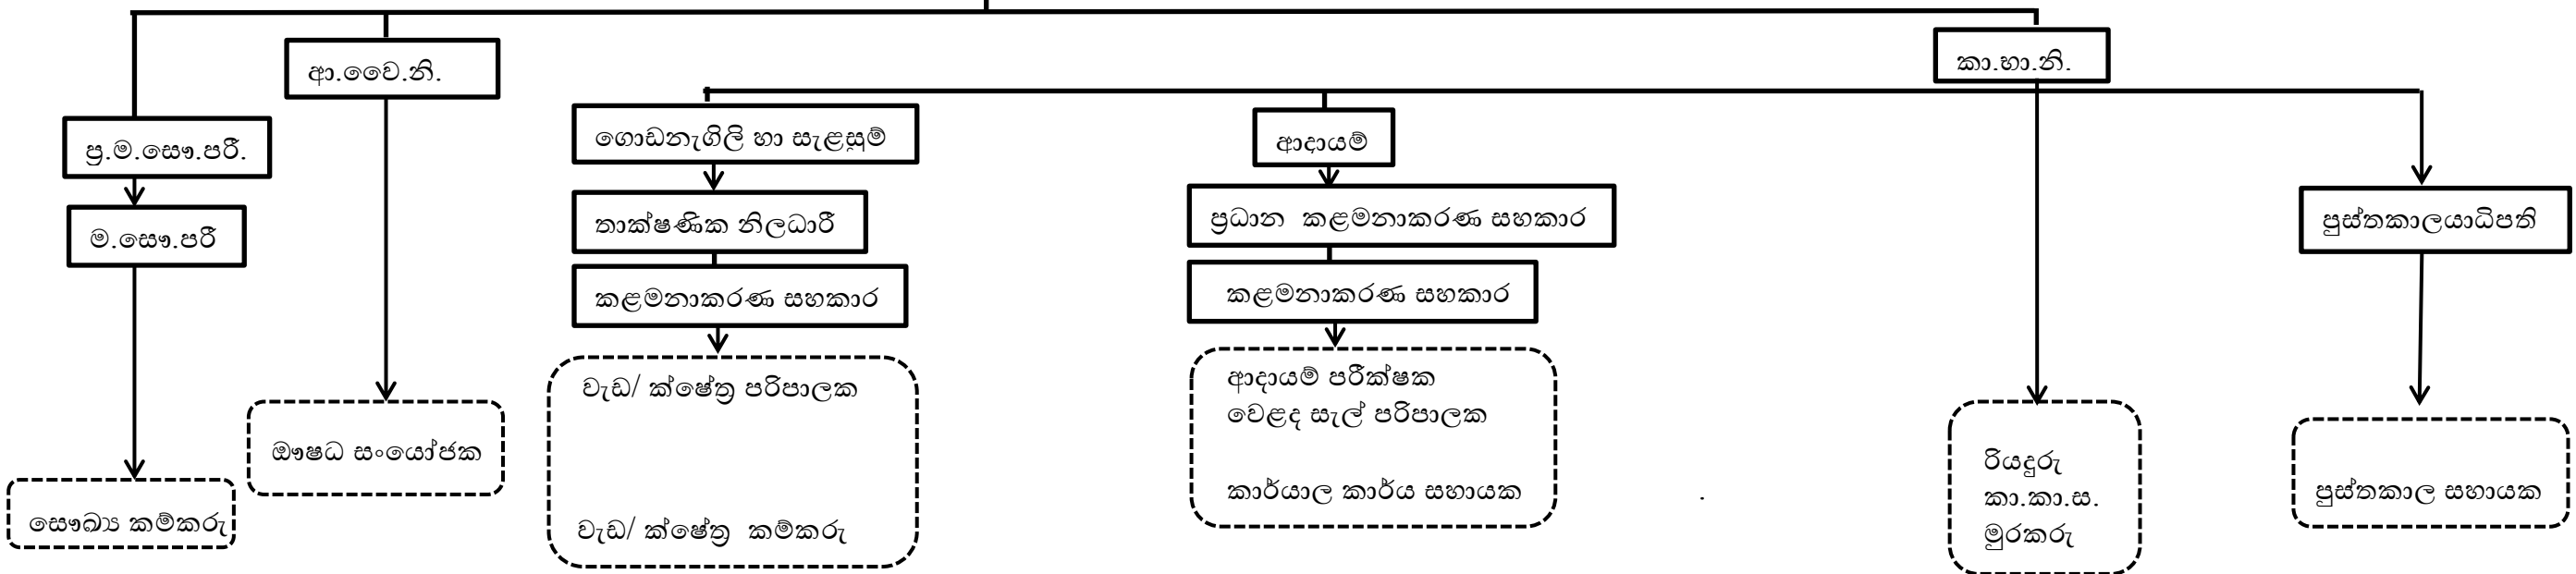 ආ.වෛ.නි.
කා.භා.නි.
ප්‍ර.ම.සෞ.පරී.
ම.සෞ.පරී
ගොඩනැගිලි හා සැළසුම්
තාක්ෂණික නිලධාරී
කළමනාකරණ සහකාර
ආදායම්
ප්‍රධාන කළමනාකරණ සහකාර
කළමනාකරණ සහකාර
පුස්තකාලයාධිපති
සෞඛ්‍ය කම්කරු
ඖෂධ සංයෝජක
වැඩ/ ක්ෂේත්‍ර පරිපාලක
වැඩ/ ක්ෂේත්‍ර කම්කරු
ආදායම් පරීක්ෂක
වෙළඳ සැල් පරිපාලක
කාර්යාල කාර්ය සහායක
රියදුරු
කා.කා.ස.
මුරකරු
පුස්තකාල සහායක